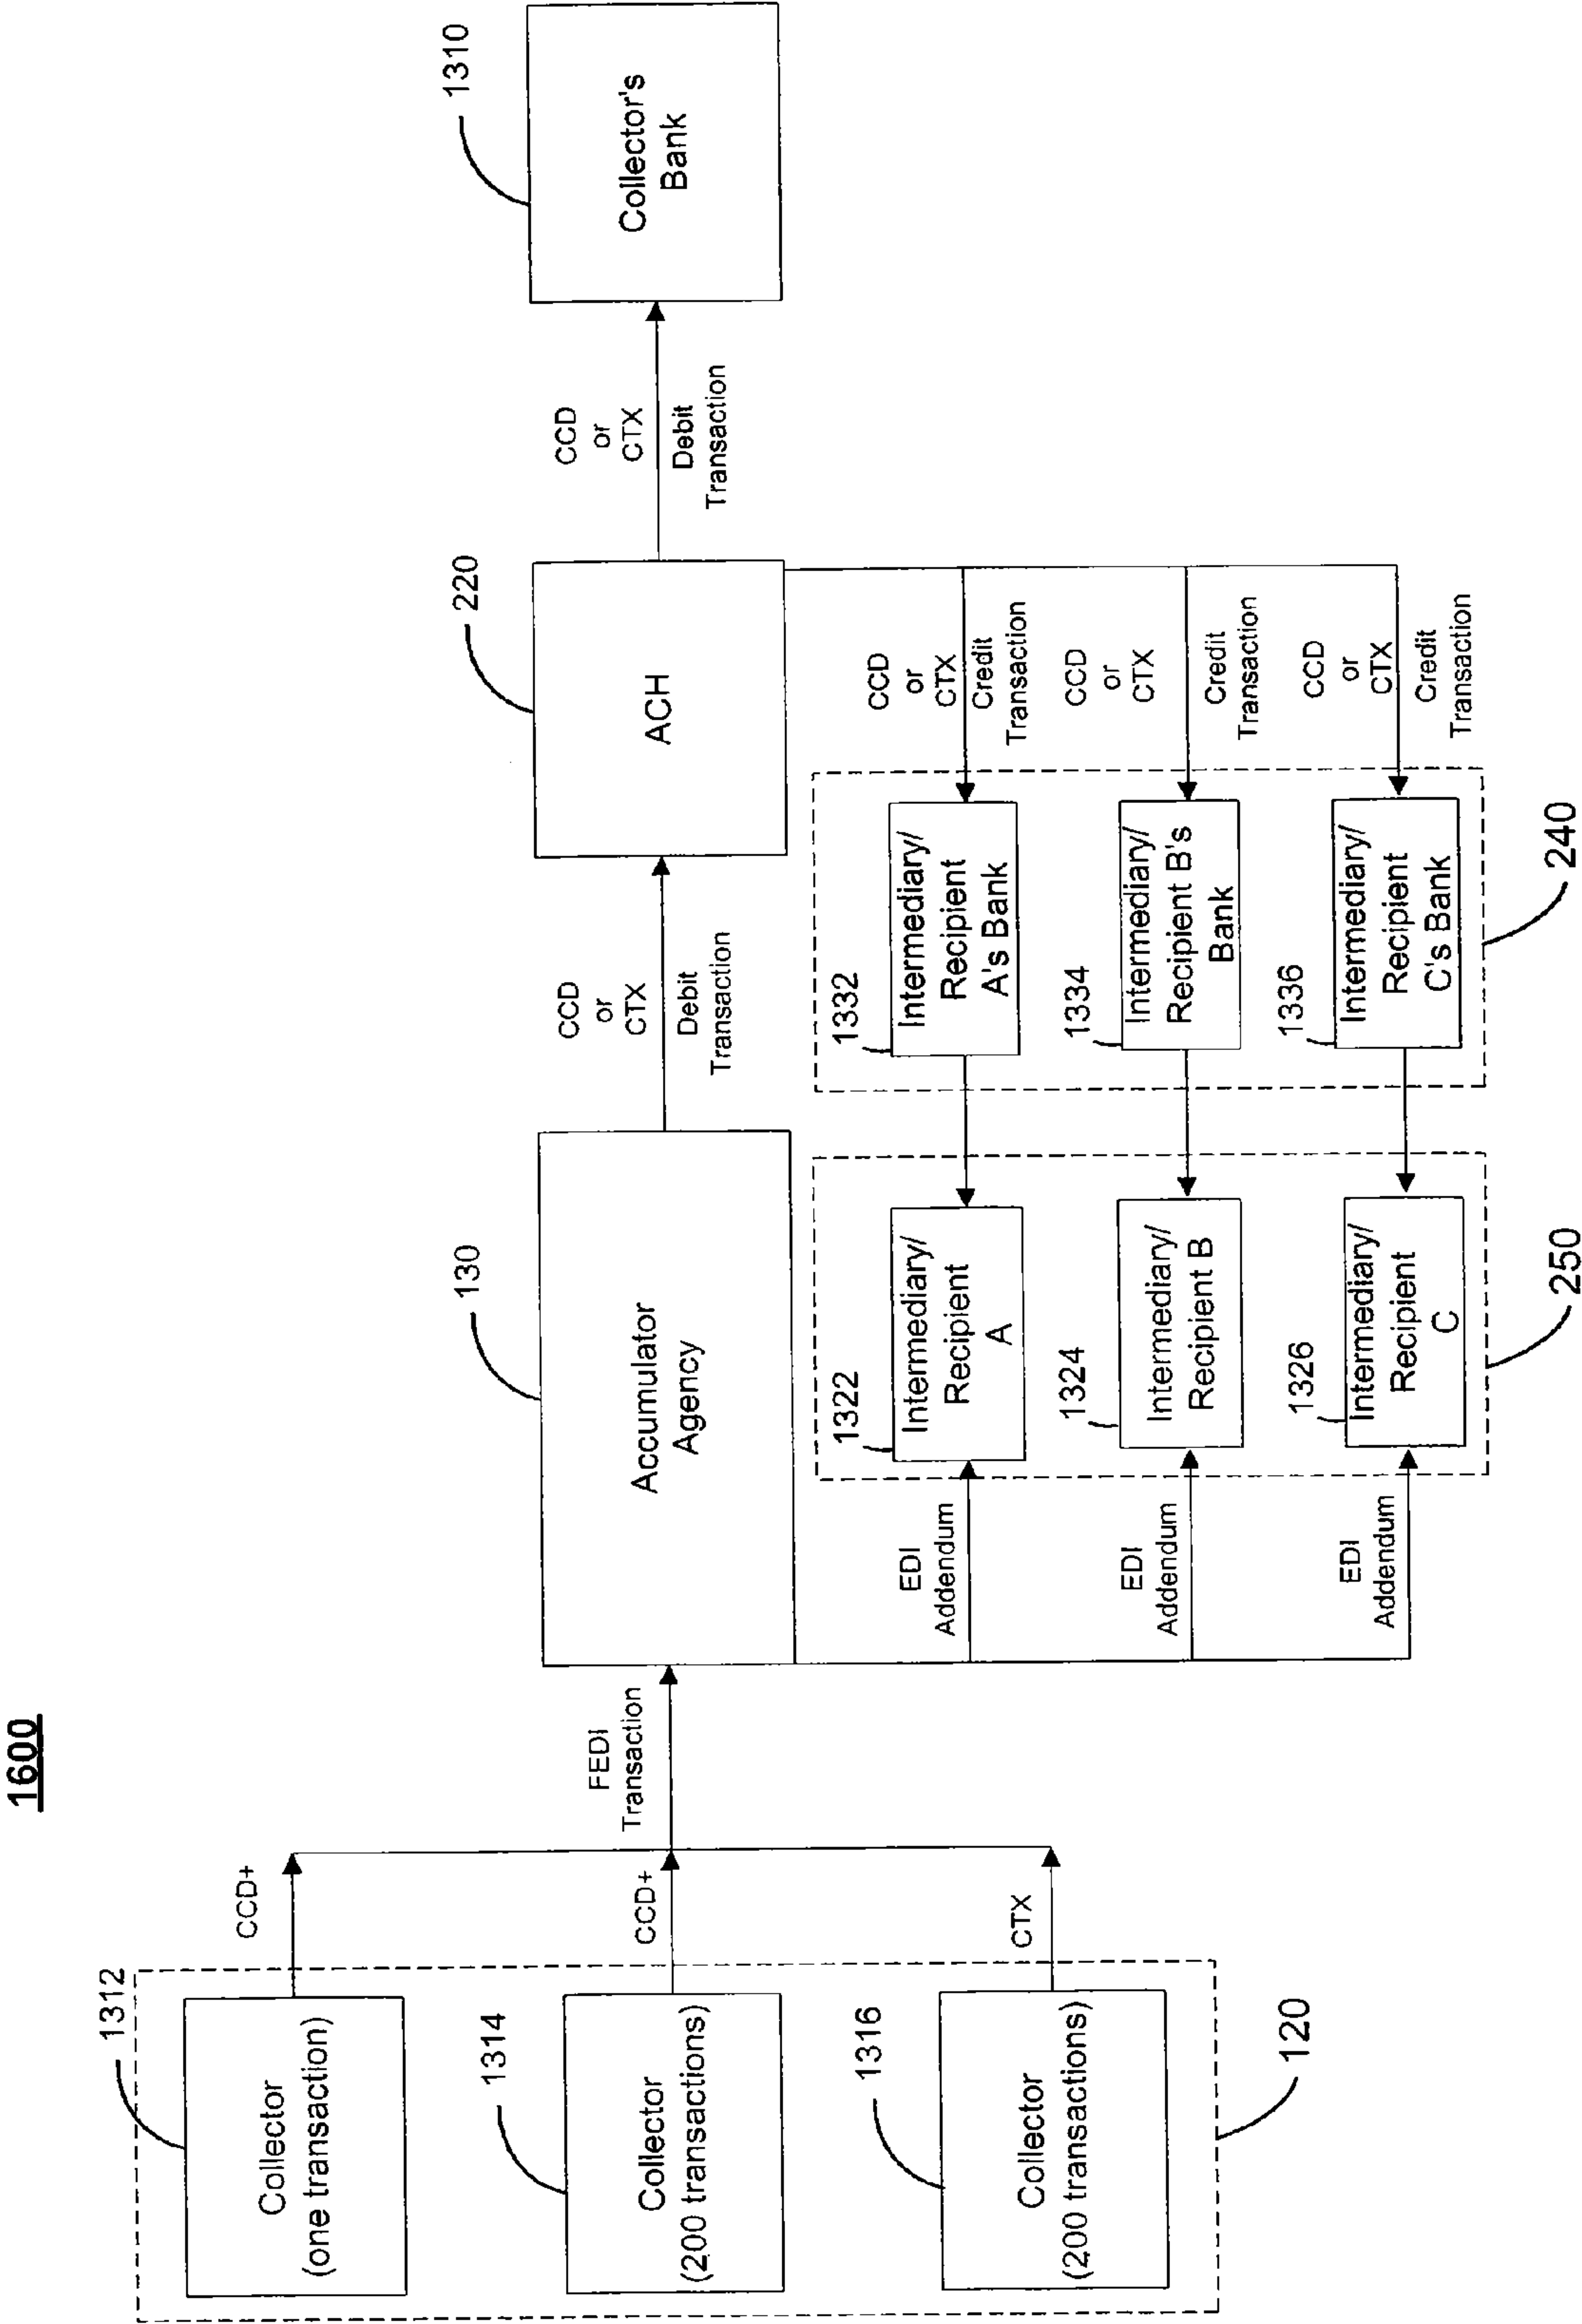 1600
1312
Collector
(one transaction)
CCD+
1314
Collector
(200 transactions)
CCD+
1316
Collector
(200 transactions)
CTX
120
FEDI
Transaction
130
Accumulator
Agency
CCD
or
CTX
Debit
Transaction
220
ACH
CCD
or
CTX
Debit
Transaction
1310
Collector's
Bank
EDI
Addendum
1322
Intermediary/
Recipient
A
1332
Intermediary/
Recipient
A's Bank
CCD
or
CTX
Credit
Transaction
EDI
Addendum
1324
Intermediary/
Recipient B
1334
Intermediary/
Recipient B's
Bank
CCD
or
CTX
Credit
Transaction
EDI
Addendum
1326
Intermediary/
Recipient
C
1336
Intermediary/
Recipient
C's Bank
CCD
or
CTX
Credit
Transaction
250
240